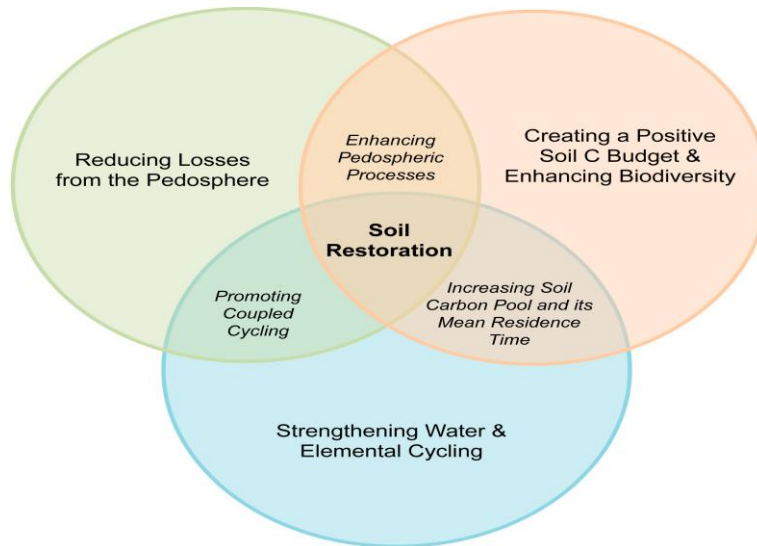 Reducing Losses
from the Pedosphere
Enhancing
Pedospheric
Processes
Creating a Positive
Soil C Budget &
Enhancing Biodiversity
Soil
Restoration
Promoting
Coupled
Cycling
Increasing Soil
Carbon Pool and its
Mean Residence
Time
Strengthening Water &
Elemental Cycling